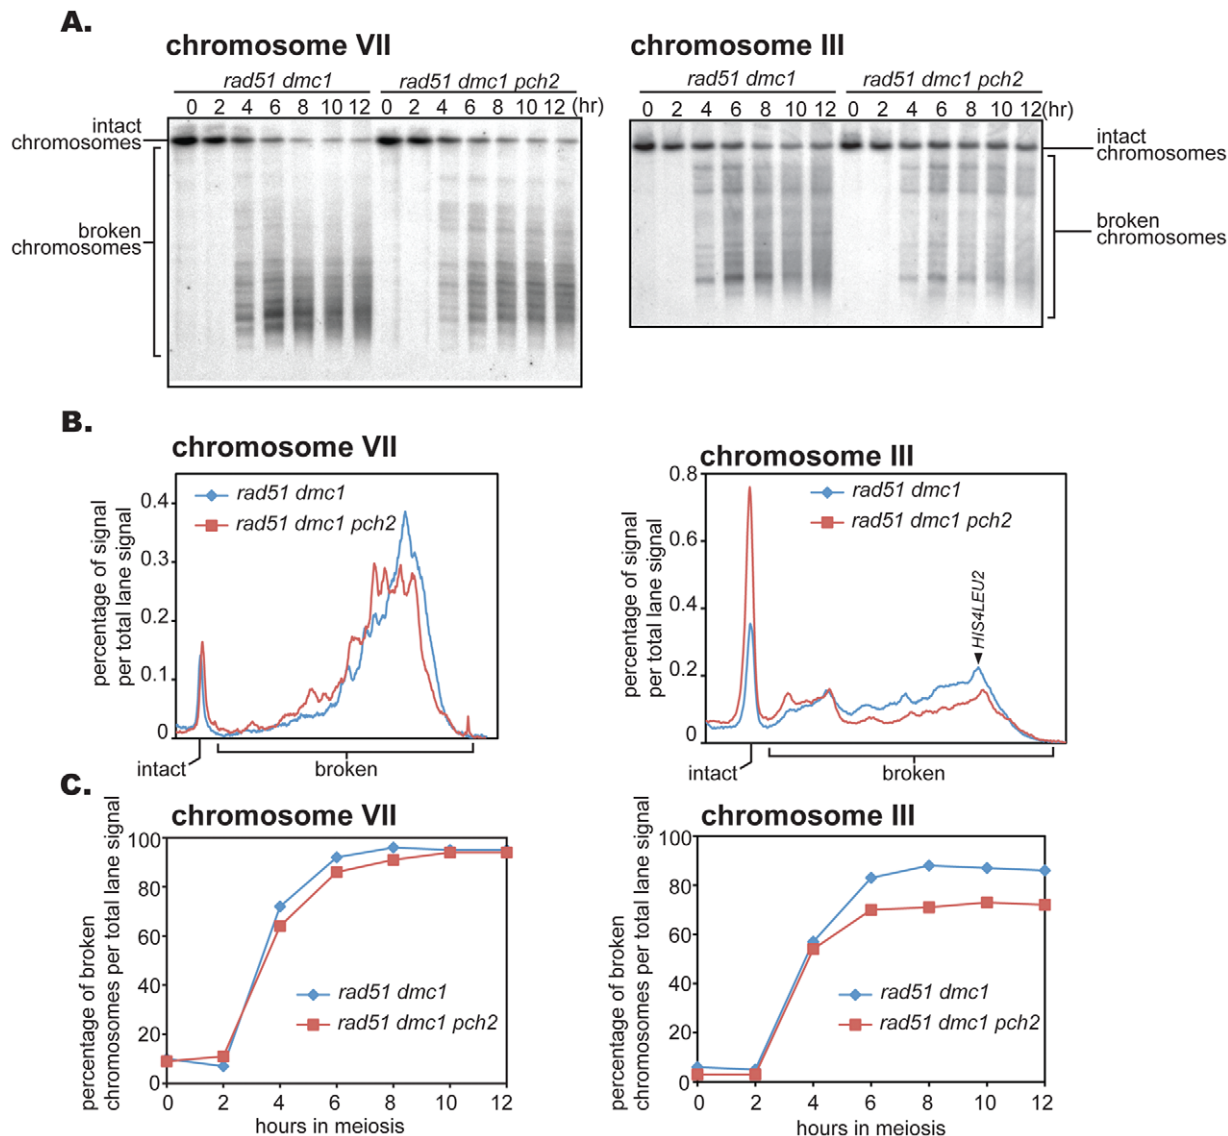 A.
chromosome VII
rad51 dmc1 rad51 dmc1 pch2
0 2 4 6 8 10 12 0 2 4 6 8 10 12 (hr)
intact
chromosomes
broken
chromosomes
chromosome III
rad51 dmc1 rad51 dmc1 pch2
0 2 4 6 8 10 12 0 2 4 6 8 10 12 (hr)
intact
chromosomes
broken
chromosomes
B.
chromosome VII
percentage of signal
per total lane signal
0.4
0.3
0.2
0.1
0
rad51 dmc1
rad51 dmc1 pch2
intact
broken
chromosome III
percentage of signal
per total lane signal
0.8
0.6
0.4
0.2
0
rad51 dmc1
rad51 dmc1 pch2
HIS4LEU2
intact
broken
C.
chromosome VII
percentage of broken
chromosomes per total lane signal
100
80
60
40
20
0
rad51 dmc1
rad51 dmc1 pch2
0 2 4 6 8 10 12
hours in meiosis
chromosome III
percentage of broken
chromosomes per total lane signal
100
80
60
40
20
0
rad51 dmc1
rad51 dmc1 pch2
0 2 4 6 8 10 12
hours in meiosis